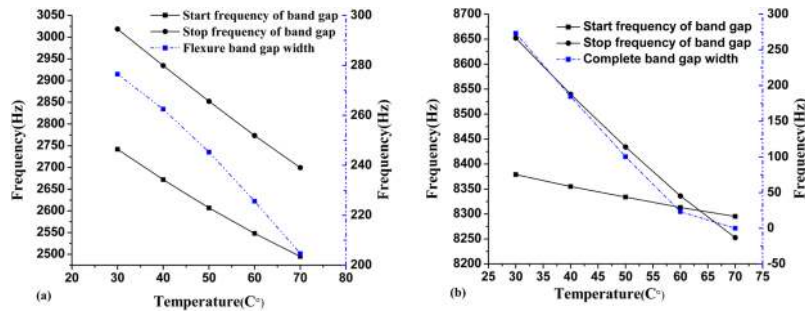 Start frequency of band gap
Stop frequency of band gap
Flexure band gap width
3050
3000
2950
2900
2850
2800
2750
2700
2650
2600
2550
2500
Frequency(Hz)
300
280
260
240
220
200
Frequency(Hz)
20 30 40 50 60 70 80
(a)
Temperature(C°)
Start frequency of band gap
Stop frequency of band gap
Complete band gap width
8700
8650
8600
8550
8500
8450
8400
8350
8300
8250
8200
Frequency(Hz)
300
250
200
150
100
50
0
-50
Frequency(Hz)
25 30 35 40 45 50 55 60 65 70 75
(b)
Temperature(C°)